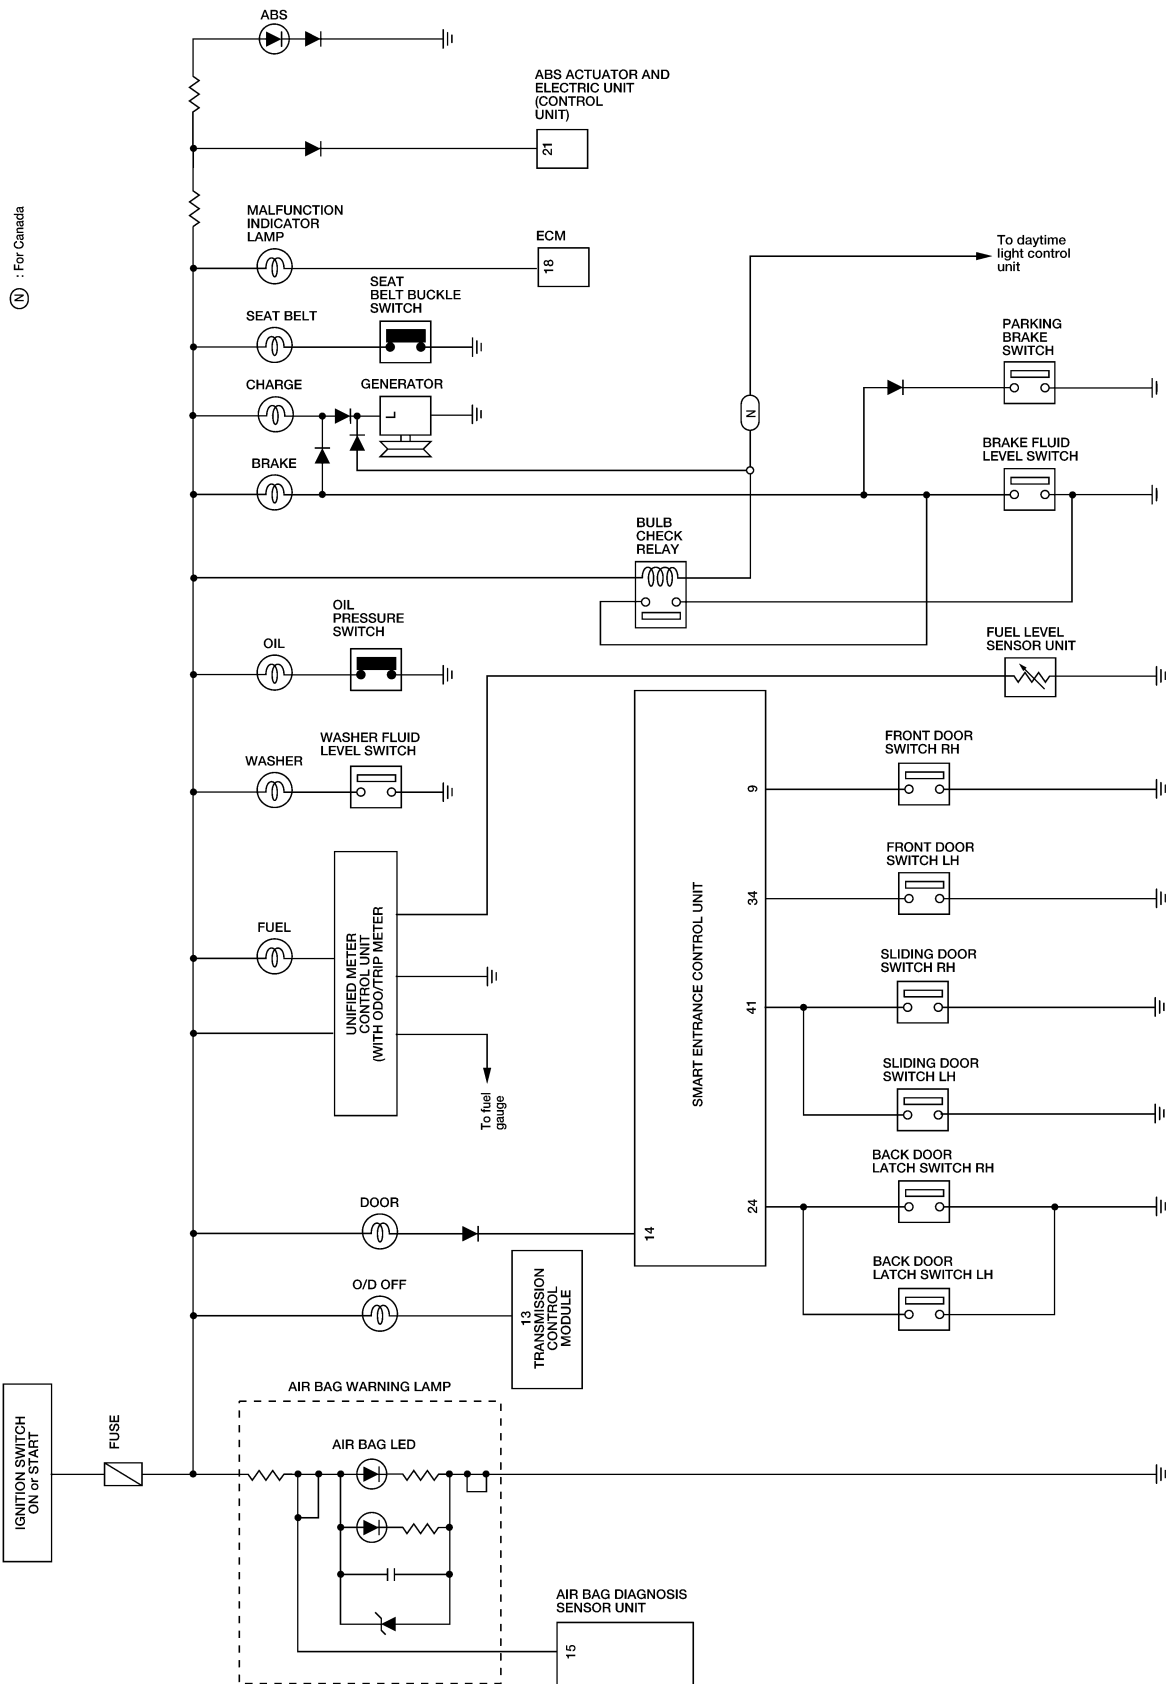 ABS
ABS ACTUATOR AND
ELECTRIC UNIT
(CONTROL
UNIT)
21
N : For Canada
MALFUNCTION
INDICATOR
LAMP
ECM
18
To daytime
light control
unit
SEAT
BELT BUCKLE
SWITCH
SEAT BELT
PARKING
BRAKE
SWITCH
CHARGE
GENERATOR
L
N
BRAKE
BRAKE FLUID
LEVEL SWITCH
BULB
CHECK
RELAY
OIL
PRESSURE
SWITCH
OIL
FUEL LEVEL
SENSOR UNIT
WASHER FLUID
LEVEL SWITCH
WASHER
FRONT DOOR
SWITCH RH
9
FRONT DOOR
SWITCH LH
34
SMART ENTRANCE CONTROL UNIT
FUEL
UNIFIED METER
CONTROL UNIT
(WITH ODO/TRIP METER
SLIDING DOOR
SWITCH RH
41
SLIDING DOOR
SWITCH LH
To fuel
gauge
BACK DOOR
LATCH SWITCH RH
24
DOOR
14
BACK DOOR
LATCH SWITCH LH
O/D OFF
13
TRANSMISSION
CONTROL
MODULE
AIR BAG WARNING LAMP
IGNITION SWITCH
ON or START
FUSE
AIR BAG LED
AIR BAG DIAGNOSIS
SENSOR UNIT
15